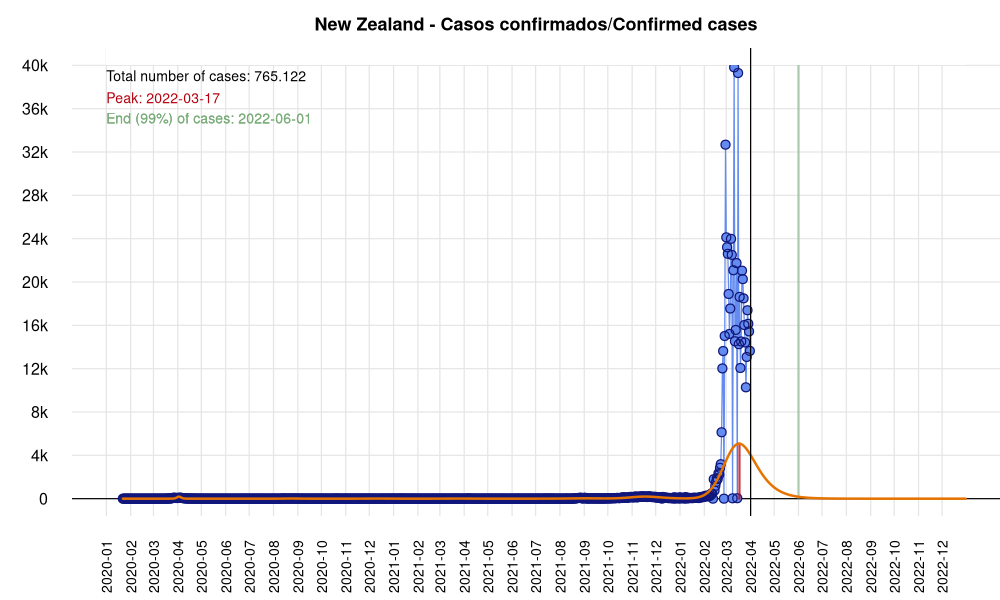 New Zealand - Casos confirmados/Confirmed cases
Total number of cases: 765.122
Peak: 2022-03-17
End (99%) of cases: 2022-06-01
40k
36k
32k
28k
24k
20k
16k
12k
8k
4k
0
2020-01
2020-02
2020-03
2020-04
2020-05
2020-06
2020-07
2020-08
2020-09
2020-10
2020-11
2020-12
2021-01
2021-02
2021-03
2021-04
2021-05
2021-06
2021-07
2021-08
2021-09
2021-10
2021-11
2021-12
2022-01
2022-02
2022-03
2022-04
2022-05
2022-06
2022-07
2022-08
2022-09
2022-10
2022-11
2022-12